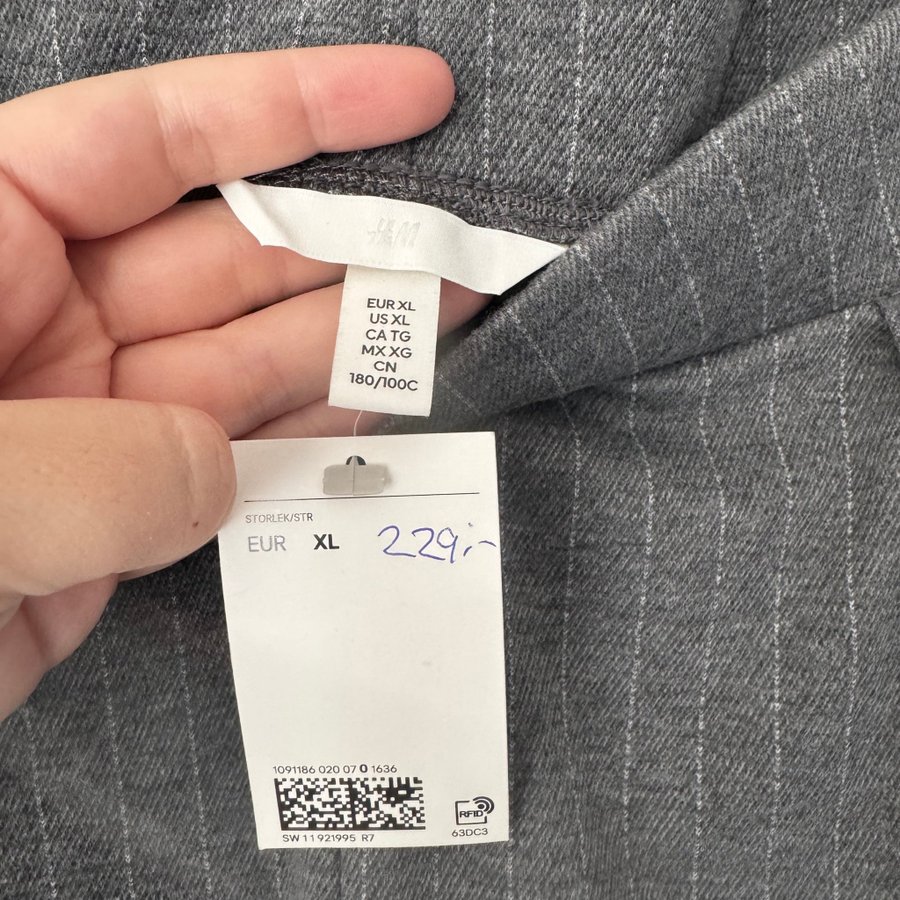 H&M
EUR XL
US XL
CA TG
MX XG
CN
180/100C
STORLEK/STR
EUR XL 229:-
1091186 020 07 0 1636
SW 11 921995 R7
RFID
63DC3